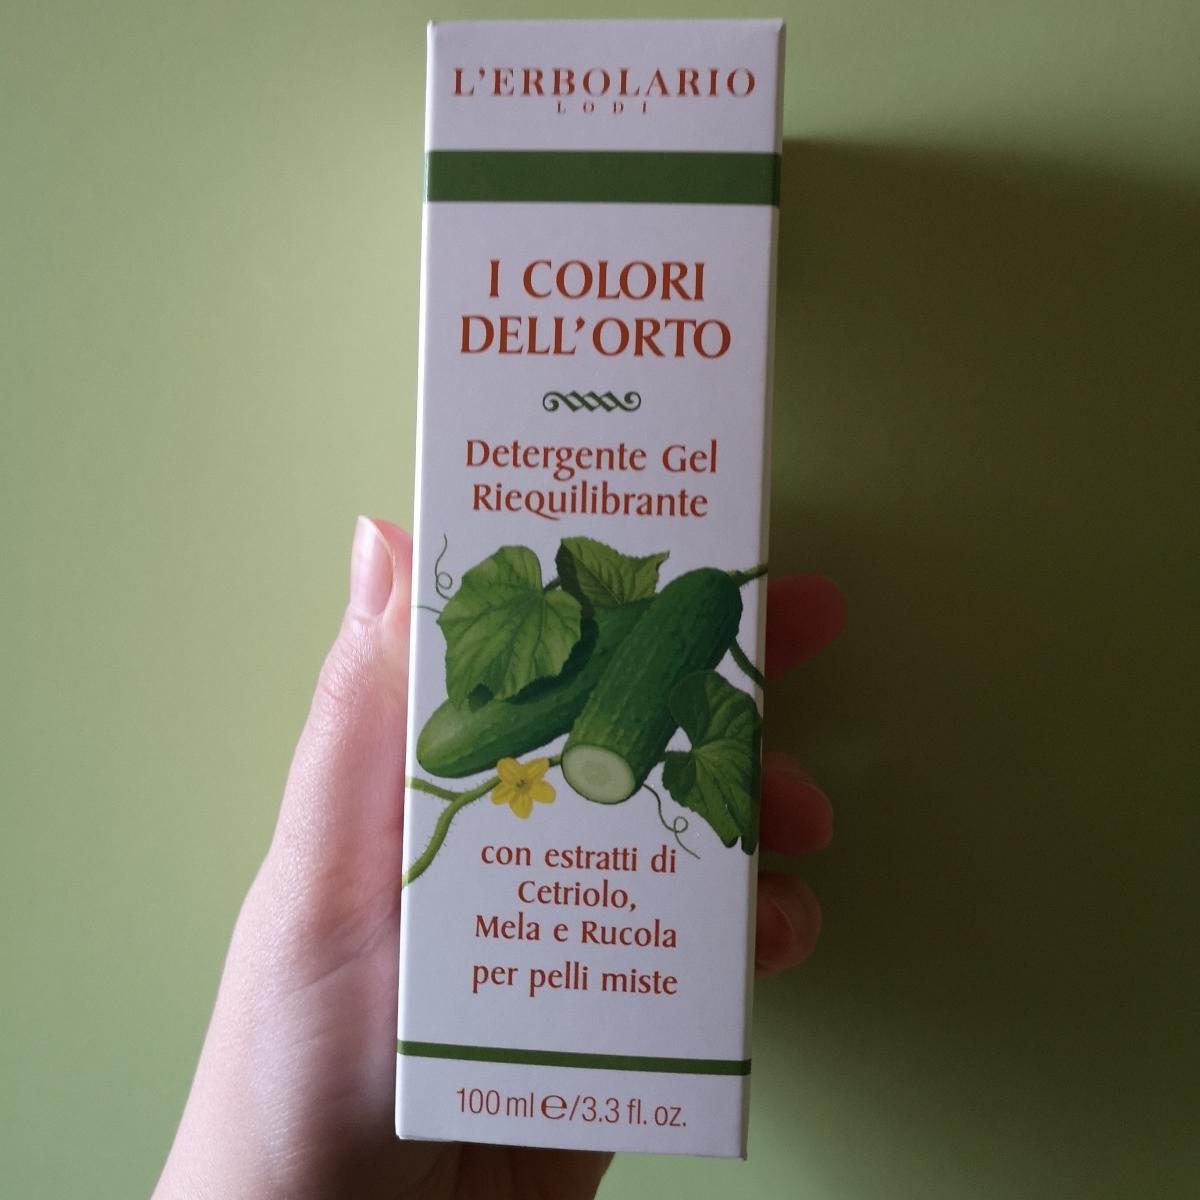 L'ERBOLARIO
LODI
I COLORI
DELL'ORTO
Detergente Gel
Riequilibrante
con estratti di
Cetriolo,
Mela e Rucola
per pelli miste
100 ml ℮/3.3 fl. oz.